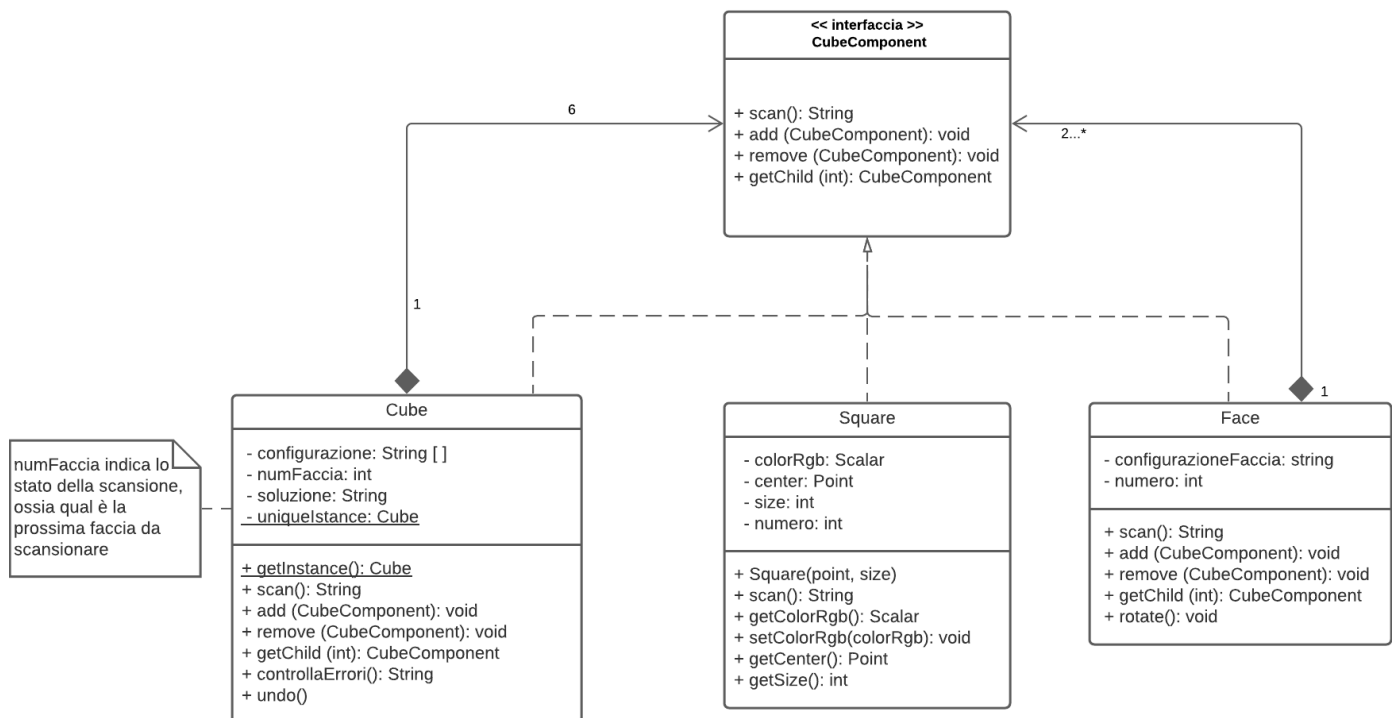 << interfaccia >>
CubeComponent
+ scan(): String
+ add (CubeComponent): void
+ remove (CubeComponent): void
+ getChild (int): CubeComponent
6
2...*
1
1
numFaccia indica lo
stato della scansione,
ossia qual è la
prossima faccia da
scansionare
Cube
- configurazione: String [ ]
- numFaccia: int
- soluzione: String
- uniqueIstance: Cube
+ getInstance(): Cube
+ scan(): String
+ add (CubeComponent): void
+ remove (CubeComponent): void
+ getChild (int): CubeComponent
+ controllaErrori(): String
+ undo()
Square
- colorRgb: Scalar
- center: Point
- size: int
- numero: int
+ Square(point, size)
+ scan(): String
+ getColorRgb(): Scalar
+ setColorRgb(colorRgb): void
+ getCenter(): Point
+ getSize(): int
Face
- configurazioneFaccia: string
- numero: int
+ scan(): String
+ add (CubeComponent): void
+ remove (CubeComponent): void
+ getChild (int): CubeComponent
+ rotate(): void